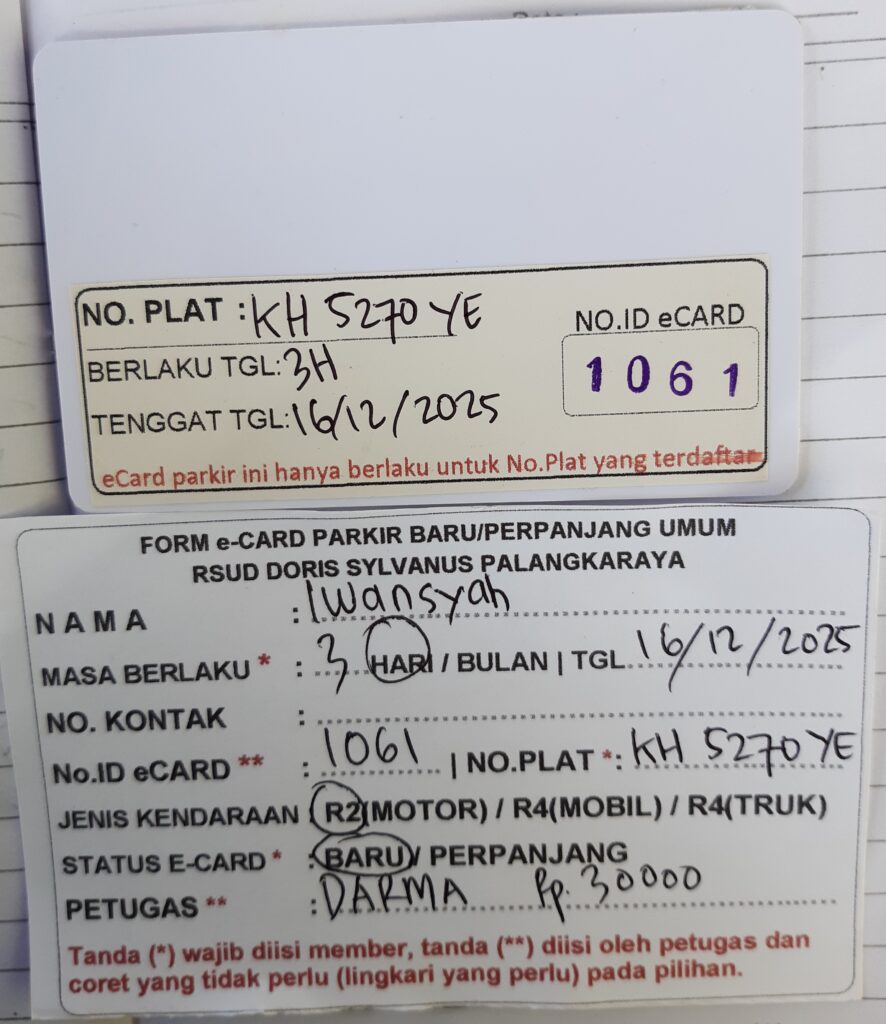 NO. PLAT : KH 5270 YE
NO.ID eCARD
1061
BERLAKU TGL: 3H
TENGGAT TGL: 16/12/2025
eCard parkir ini hanya berlaku untuk No.Plat yang terdaftar
FORM e-CARD PARKIR BARU/PERPANJANG UMUM
RSUD DORIS SYLVANUS PALANGKARAYA
NAMA : Iwansyah
MASA BERLAKU * : 3 HARI / BULAN | TGL 16/12/2025
NO. KONTAK :
No.ID eCARD ** : 1061 | NO.PLAT *: KH 5270 YE
JENIS KENDARAAN : R2(MOTOR) / R4(MOBIL) / R4(TRUK)
STATUS E-CARD * : BARU / PERPANJANG
PETUGAS ** : DARMA Rp. 30000
Tanda (*) wajib diisi member, tanda (**) diisi oleh petugas dan
coret yang tidak perlu (lingkari yang perlu) pada pilihan.